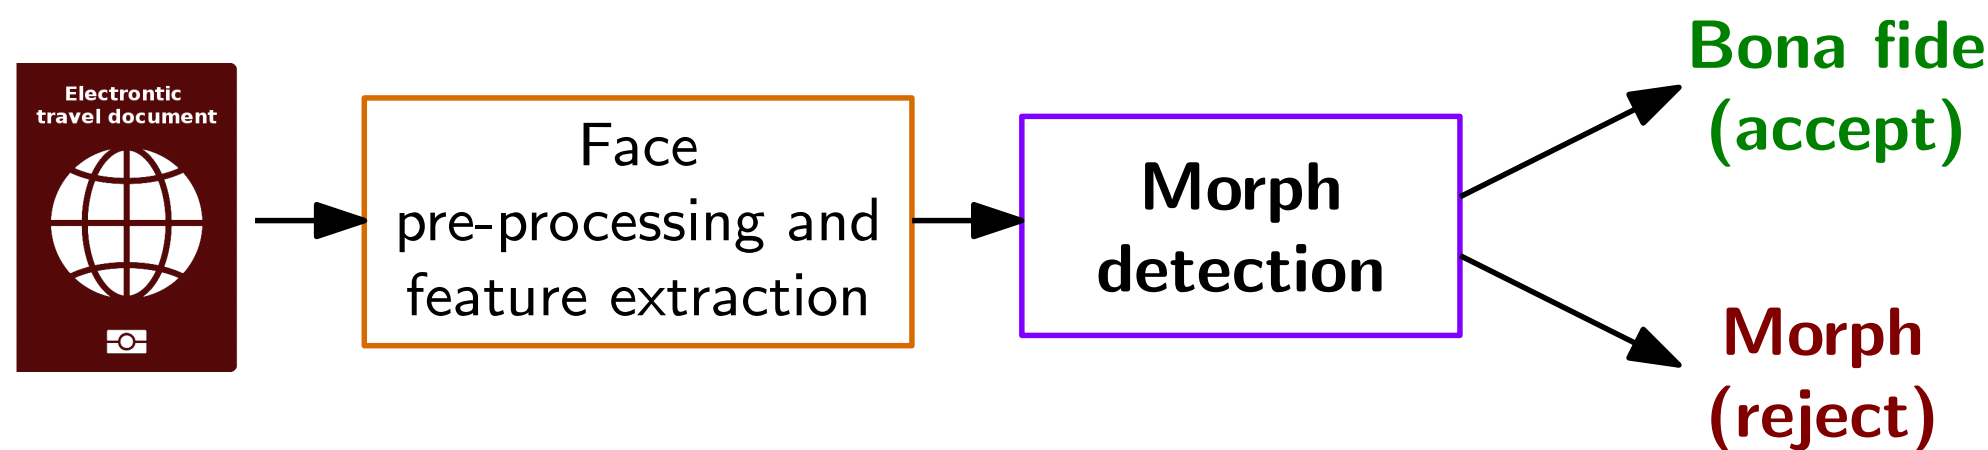 Electrontic
travel document
Face
pre-processing and
feature extraction
Morph
detection
Bona fide
(accept)
Morph
(reject)